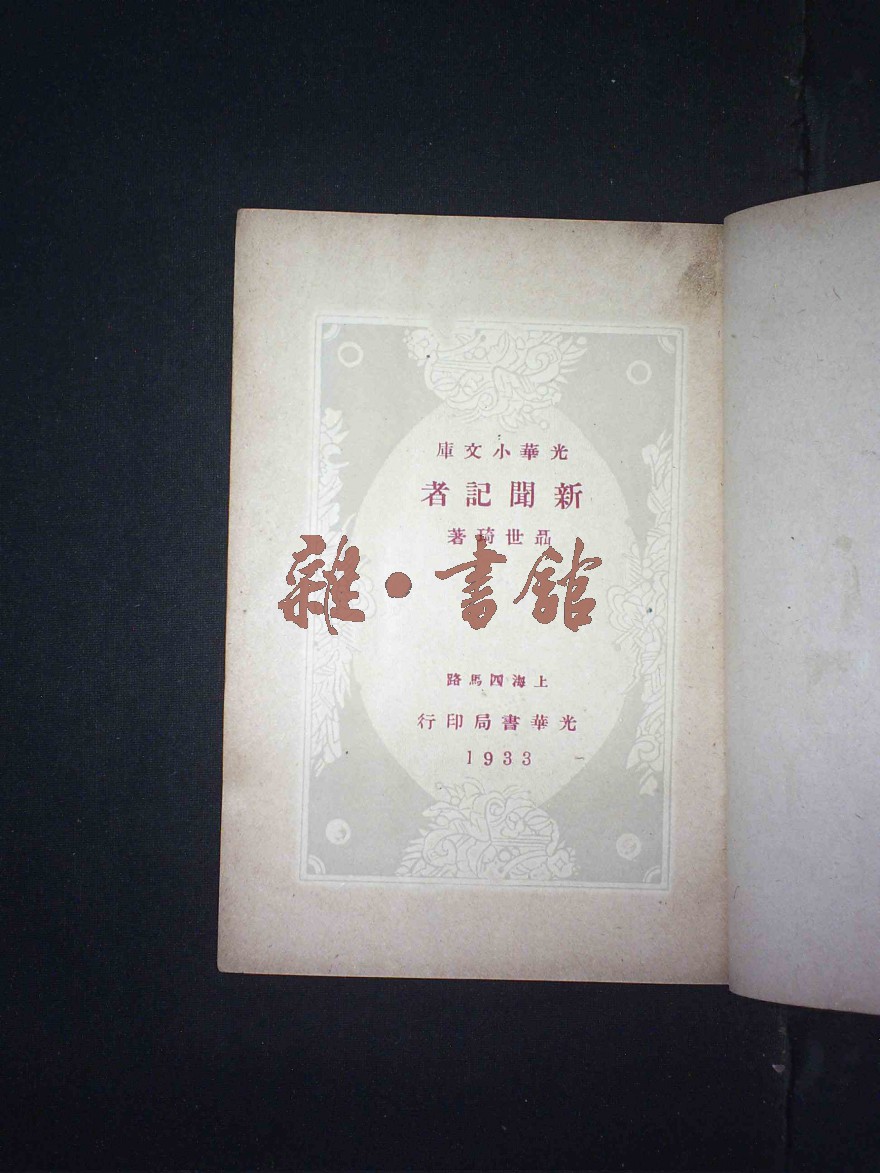 光華小文庫
新聞記者
聶世琦著
雜·書館
上海四馬路
光華書局印行
1933